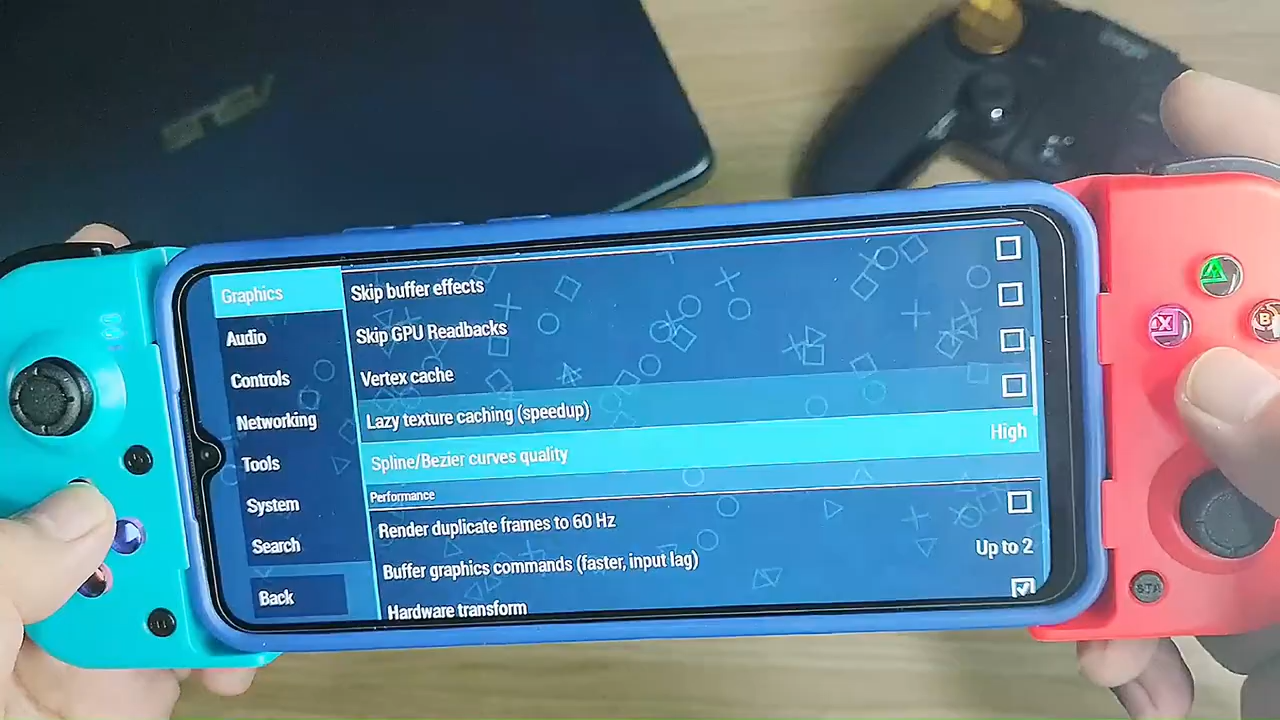 ASUS
Graphics
Audio
Controls
Networking
Tools
System
Search
Back
Skip buffer effects
Skip GPU Readbacks
Vertex cache
Lazy texture caching (speedup)
Spline/Bezier curves quality
High
Performance
Render duplicate frames to 60 Hz
Buffer graphics commands (faster, input lag)
Up to 2
Hardware transform
X
B